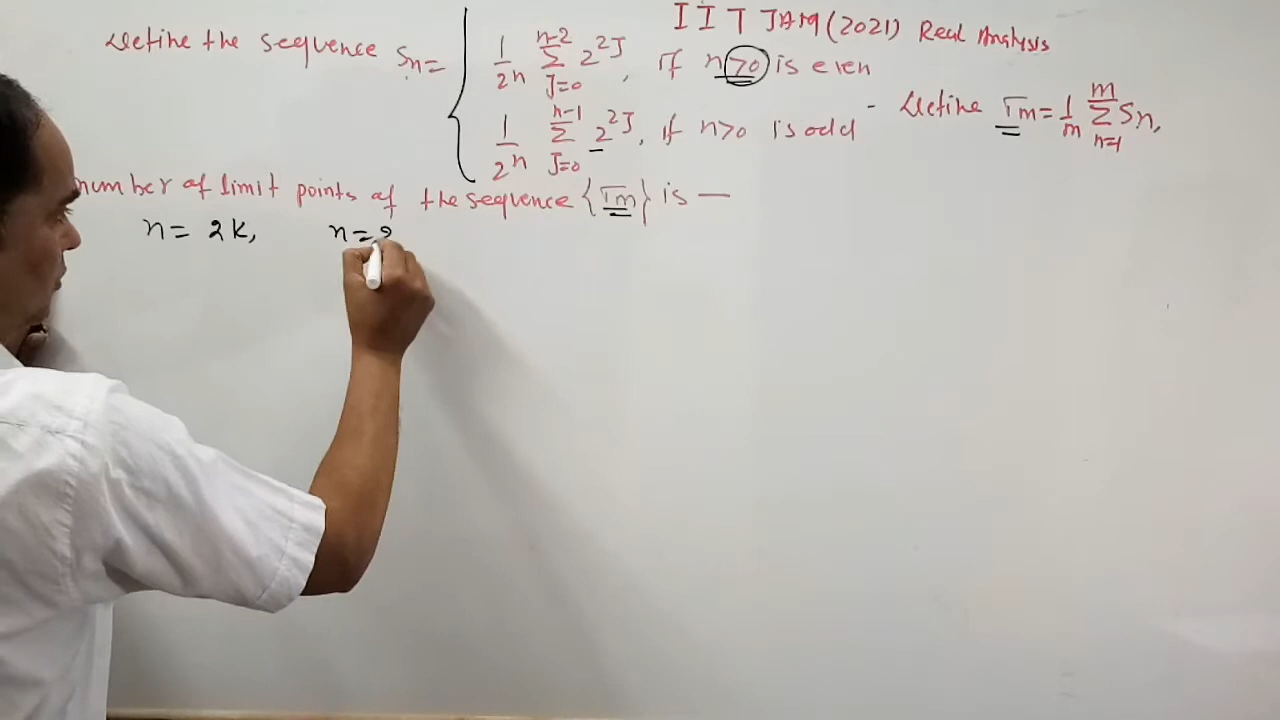 I I T JAM (2021) Real Analysis
Define the sequence Sn = { 1/2^n Σ_{J=0}^{n-2} 2^{2J}, if n>0 is even
1/2^n Σ_{J=0}^{n-1} 2^{2J}, if n>0 is odd - Define Tm = 1/m Σ_{n=1}^{m} Sn,
number of limit points of the sequence {Tm} is —
n = 2k, n = 2